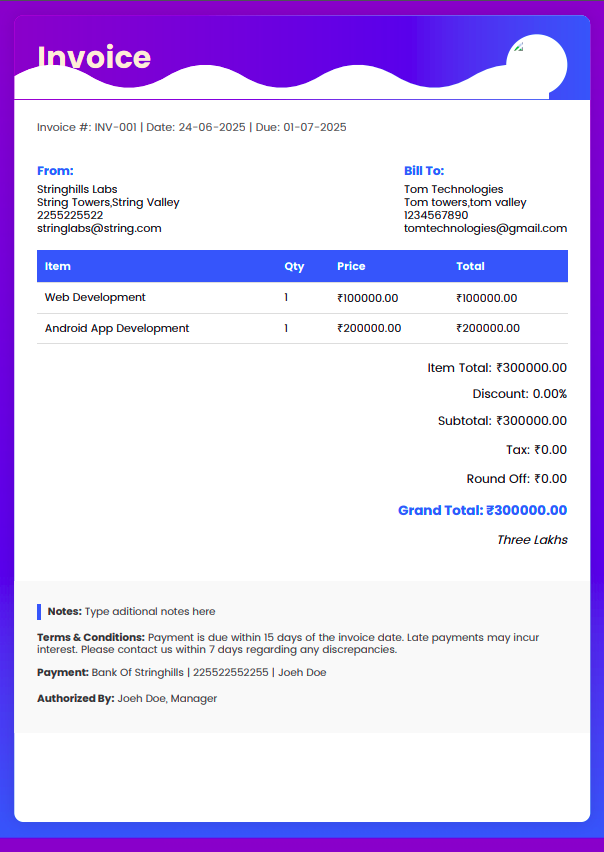 Invoice
Invoice #: INV-001 | Date: 24-06-2025 | Due: 01-07-2025
From:
Stringhills Labs
String Towers,String Valley
2255225522
stringlabs@string.com
Bill To:
Tom Technologies
Tom towers,tom valley
1234567890
tomtechnologies@gmail.com
Item Qty Price Total
Web Development 1 ₹100000.00 ₹100000.00
Android App Development 1 ₹200000.00 ₹200000.00
Item Total: ₹300000.00
Discount: 0.00%
Subtotal: ₹300000.00
Tax: ₹0.00
Round Off: ₹0.00
Grand Total: ₹300000.00
Three Lakhs
Notes: Type aditional notes here
Terms & Conditions: Payment is due within 15 days of the invoice date. Late payments may incur
interest. Please contact us within 7 days regarding any discrepancies.
Payment: Bank Of Stringhills | 225522552255 | Joeh Doe
Authorized By: Joeh Doe, Manager